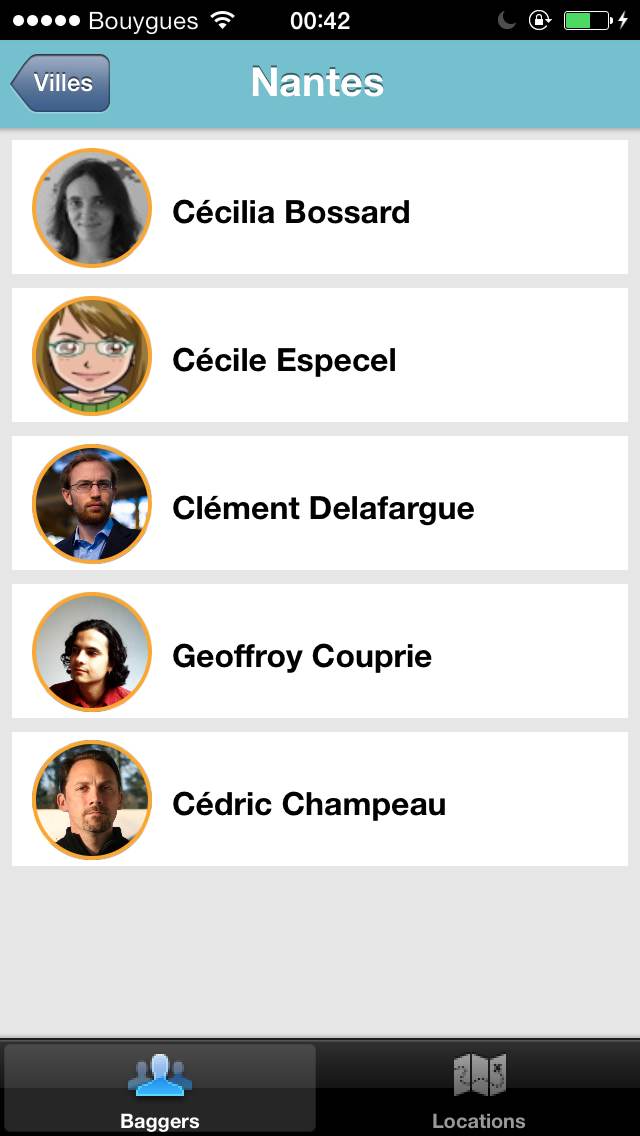 Bouygues 00:42
Villes Nantes
Cécilia Bossard
Cécile Especel
Clément Delafargue
Geoffroy Couprie
Cédric Champeau
Baggers Locations